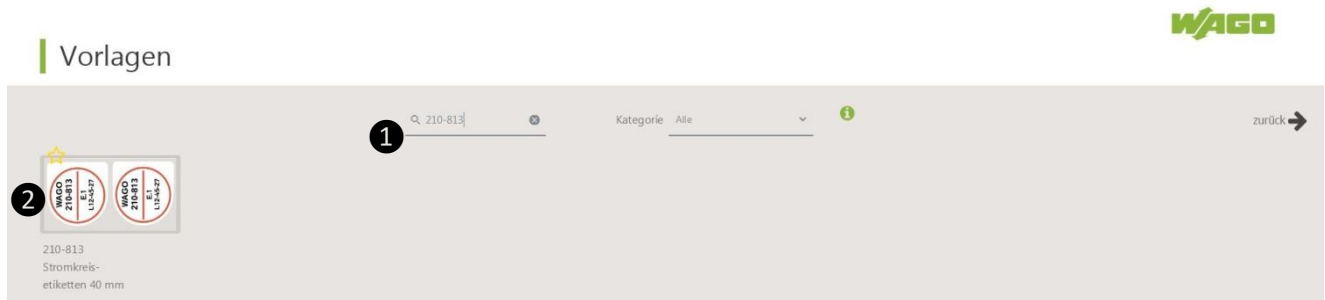 WAGO
Vorlagen
1
210-813
Kategorie Alle
i
zurück
2
WAGO
210-813
E.1
L12-45-27
WAGO
210-813
E.1
L12-45-27
210-813
Stromkreis-
etiketten 40 mm